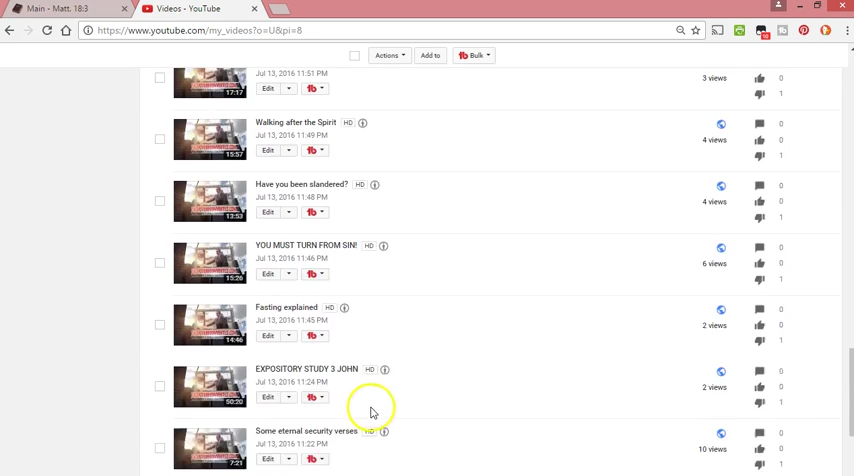 Main - Matt. 18:3
Videos - YouTube
https://www.youtube.com/my_videos?o=U&pi=8
10
Actions
Add to
Bulk
Jul 13, 2016 11:51 PM
3 views
0
17:17
Edit
1
Walking after the Spirit HD
0
Jul 13, 2016 11:49 PM
4 views
0
15:57
Edit
1
Have you been slandered? HD
0
Jul 13, 2016 11:48 PM
4 views
0
13:53
Edit
1
YOU MUST TURN FROM SIN! HD
0
Jul 13, 2016 11:46 PM
6 views
0
15:26
Edit
1
Fasting explained HD
0
Jul 13, 2016 11:45 PM
2 views
0
14:46
Edit
1
EXPOSITORY STUDY 3 JOHN HD
0
Jul 13, 2016 11:24 PM
2 views
0
50:20
Edit
1
Some eternal security verses HD
0
Jul 13, 2016 11:22 PM
10 views
0
7:21
Edit
1